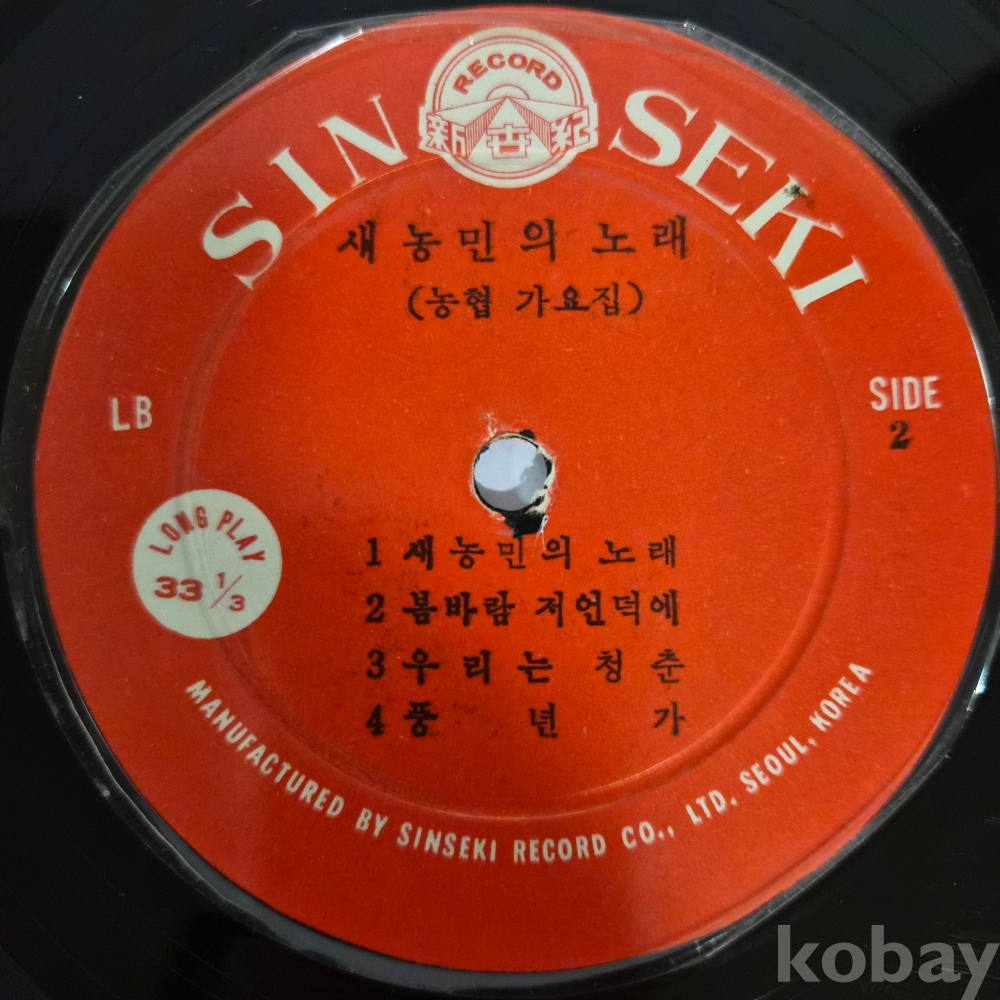 RECORD
新世紀
SIN SEKI
새농민의 노래
(농협 가요집)
LB
SIDE
2
LONG PLAY
33 1/3
1 새농민의 노래
2 봄바람 저언덕에
3 우리는 청춘
4 풍년가
MANUFACTURED BY SINSEKI RECORD CO., LTD. SEOUL, KOREA
kobay